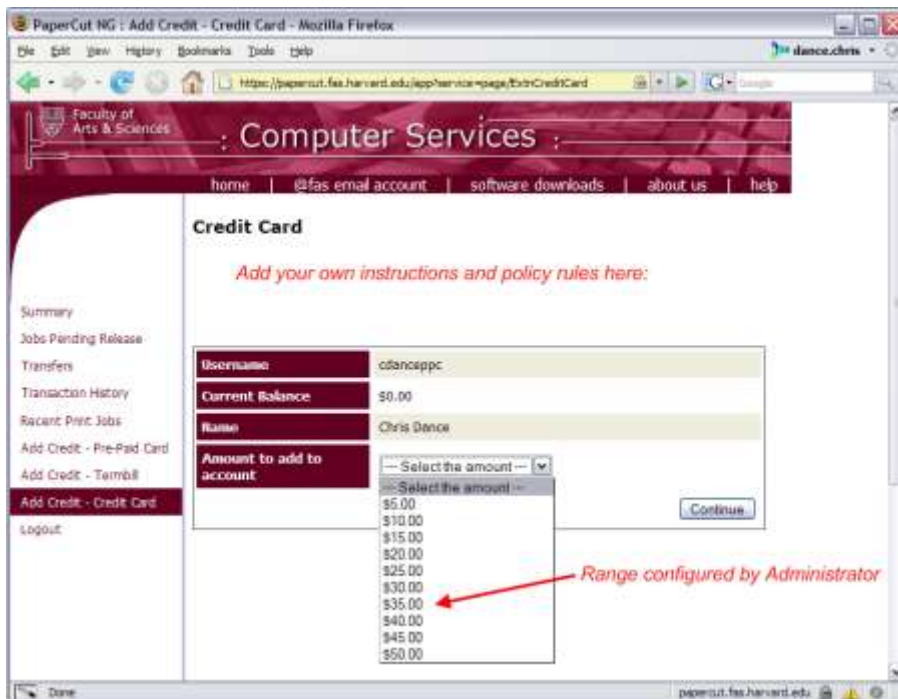 PaperCut NG : Add Credit - Credit Card - Mozilla Firefox
File Edit View History Bookmarks Tools Help
dance.chris
https://papercut.fas.harvard.edu/app?service=page/ExtnCreditCard
Google
Faculty of
Arts & Sciences
: Computer Services :
home | @fas email account | software downloads | about us | help
Credit Card
Add your own instructions and policy rules here:
Summary
Jobs Pending Release
Transfers
Transaction History
Recent Print Jobs
Add Credit - Pre-Paid Card
Add Credit - Termbill
Add Credit - Credit Card
Logout
Username cdanceppc
Current Balance $0.00
Name Chris Dance
Amount to add to
account
--- Select the amount ---
--- Select the amount ---
$5.00
$10.00
$15.00
$20.00
$25.00
$30.00
$35.00
$40.00
$45.00
$50.00
Continue
Range configured by Administrator
Done
papercut.fas.harvard.edu